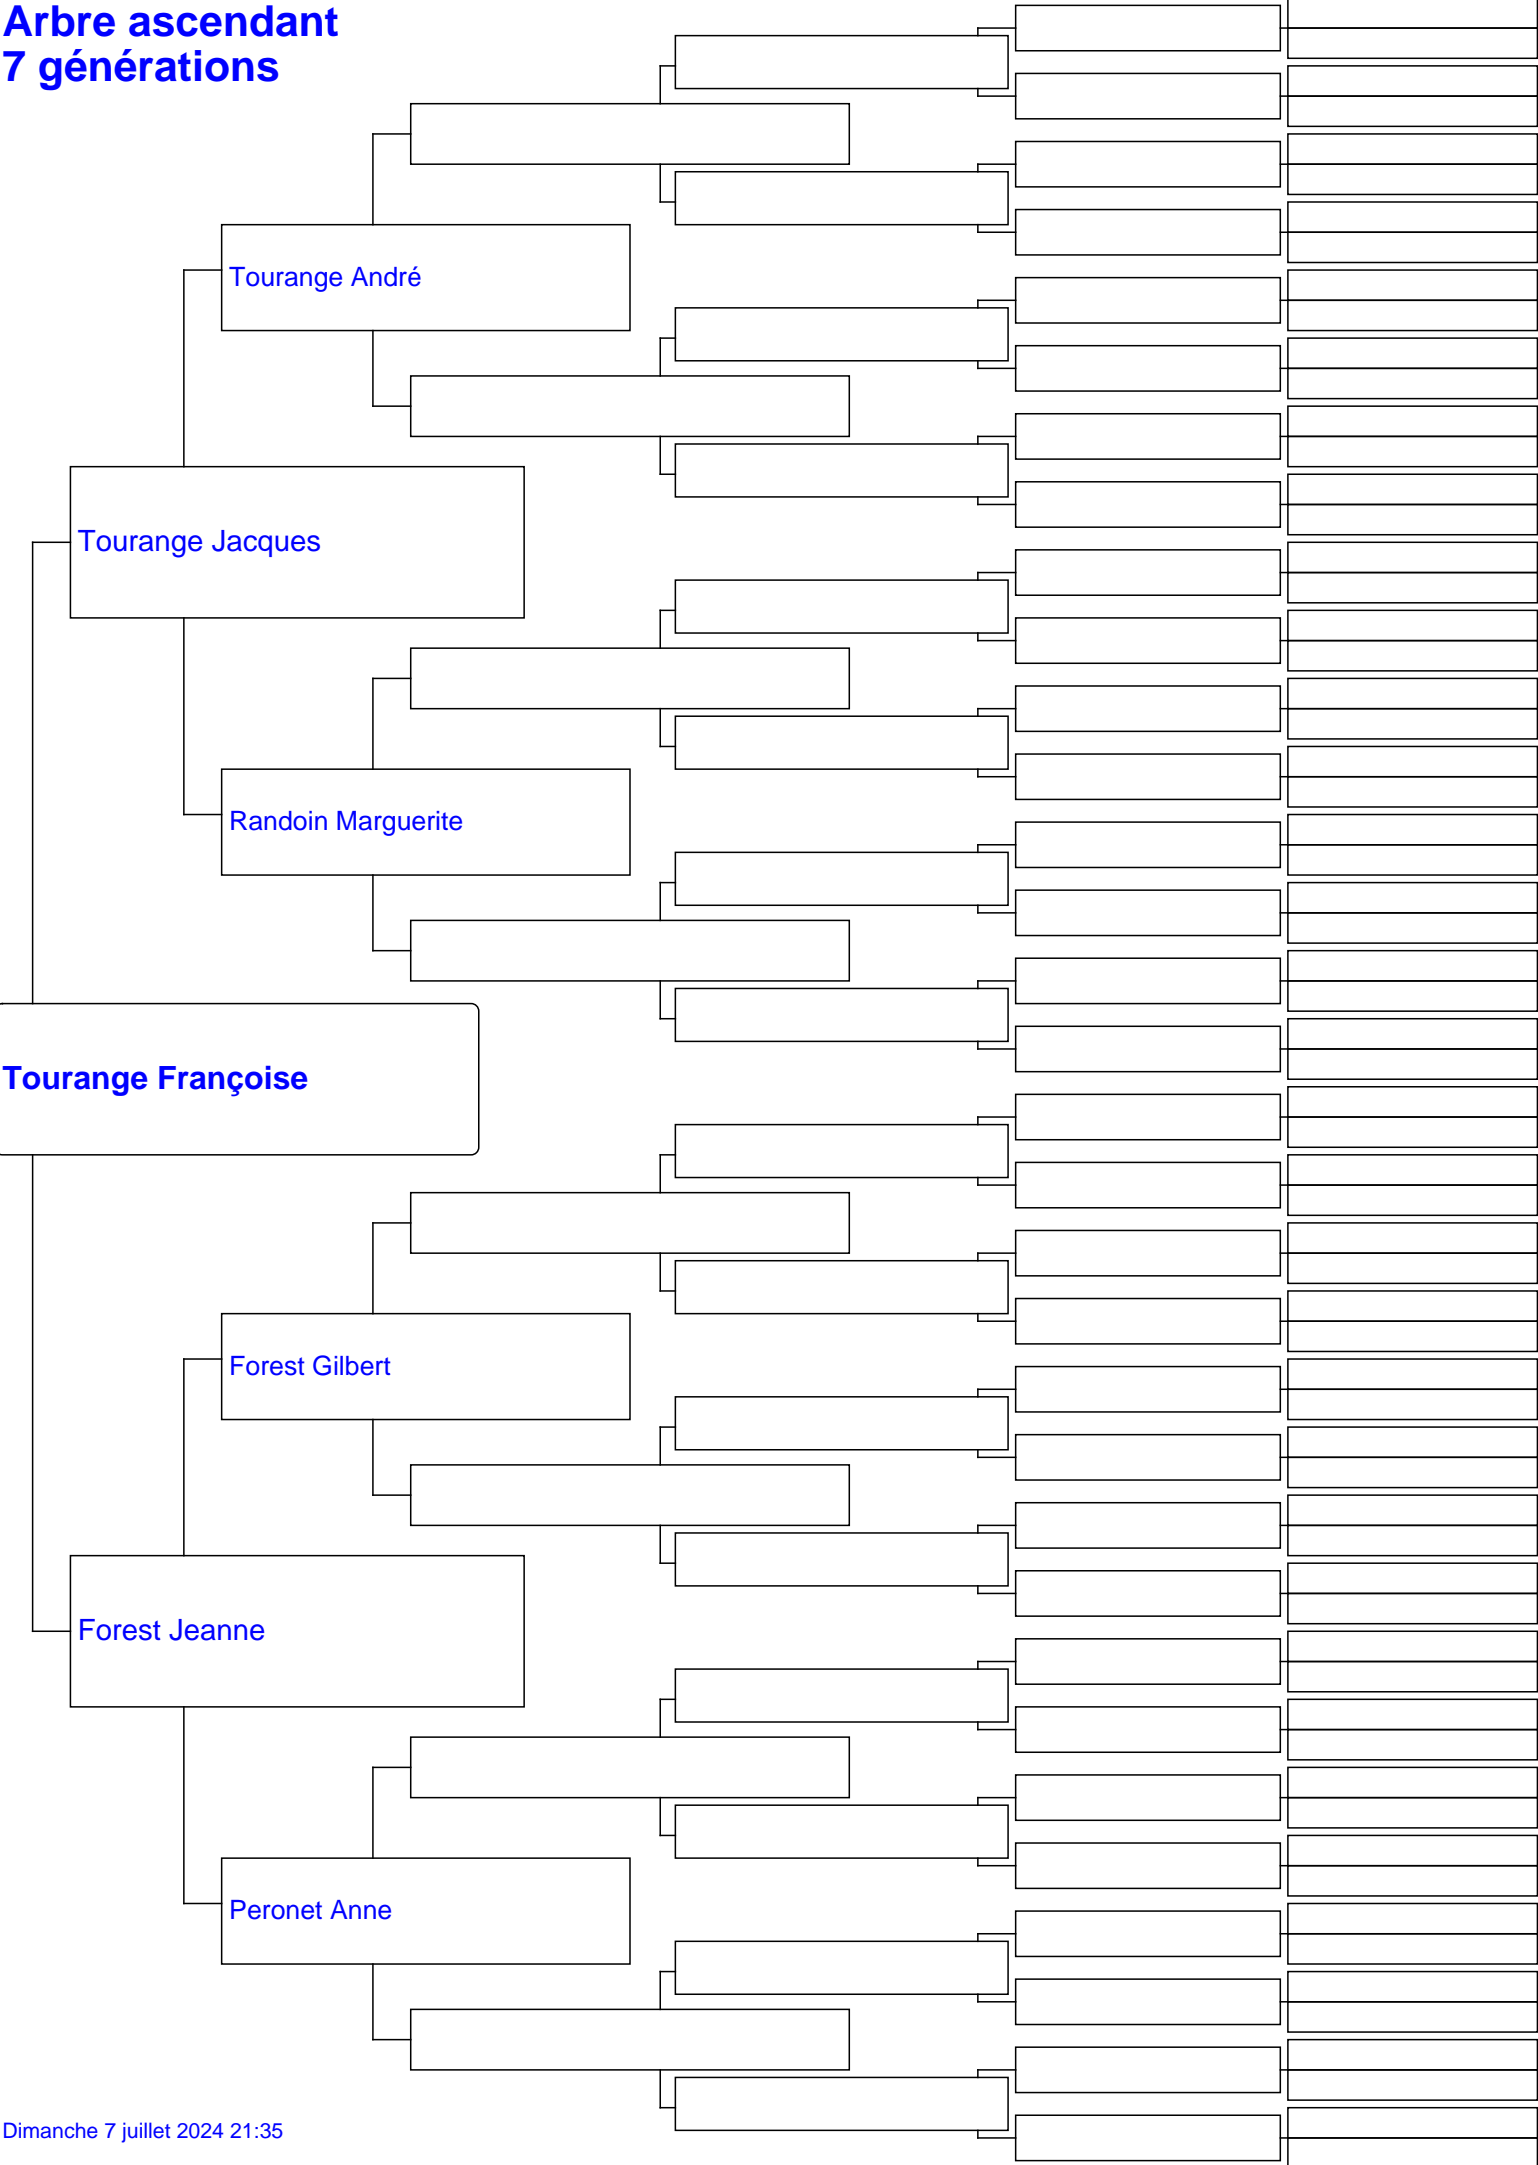 Arbre ascendant
7 générations
Tourange André
Tourange Jacques
Randoin Marguerite
Tourange Françoise
Forest Gilbert
Forest Jeanne
Peronet Anne
Dimanche 7 juillet 2024 21:35